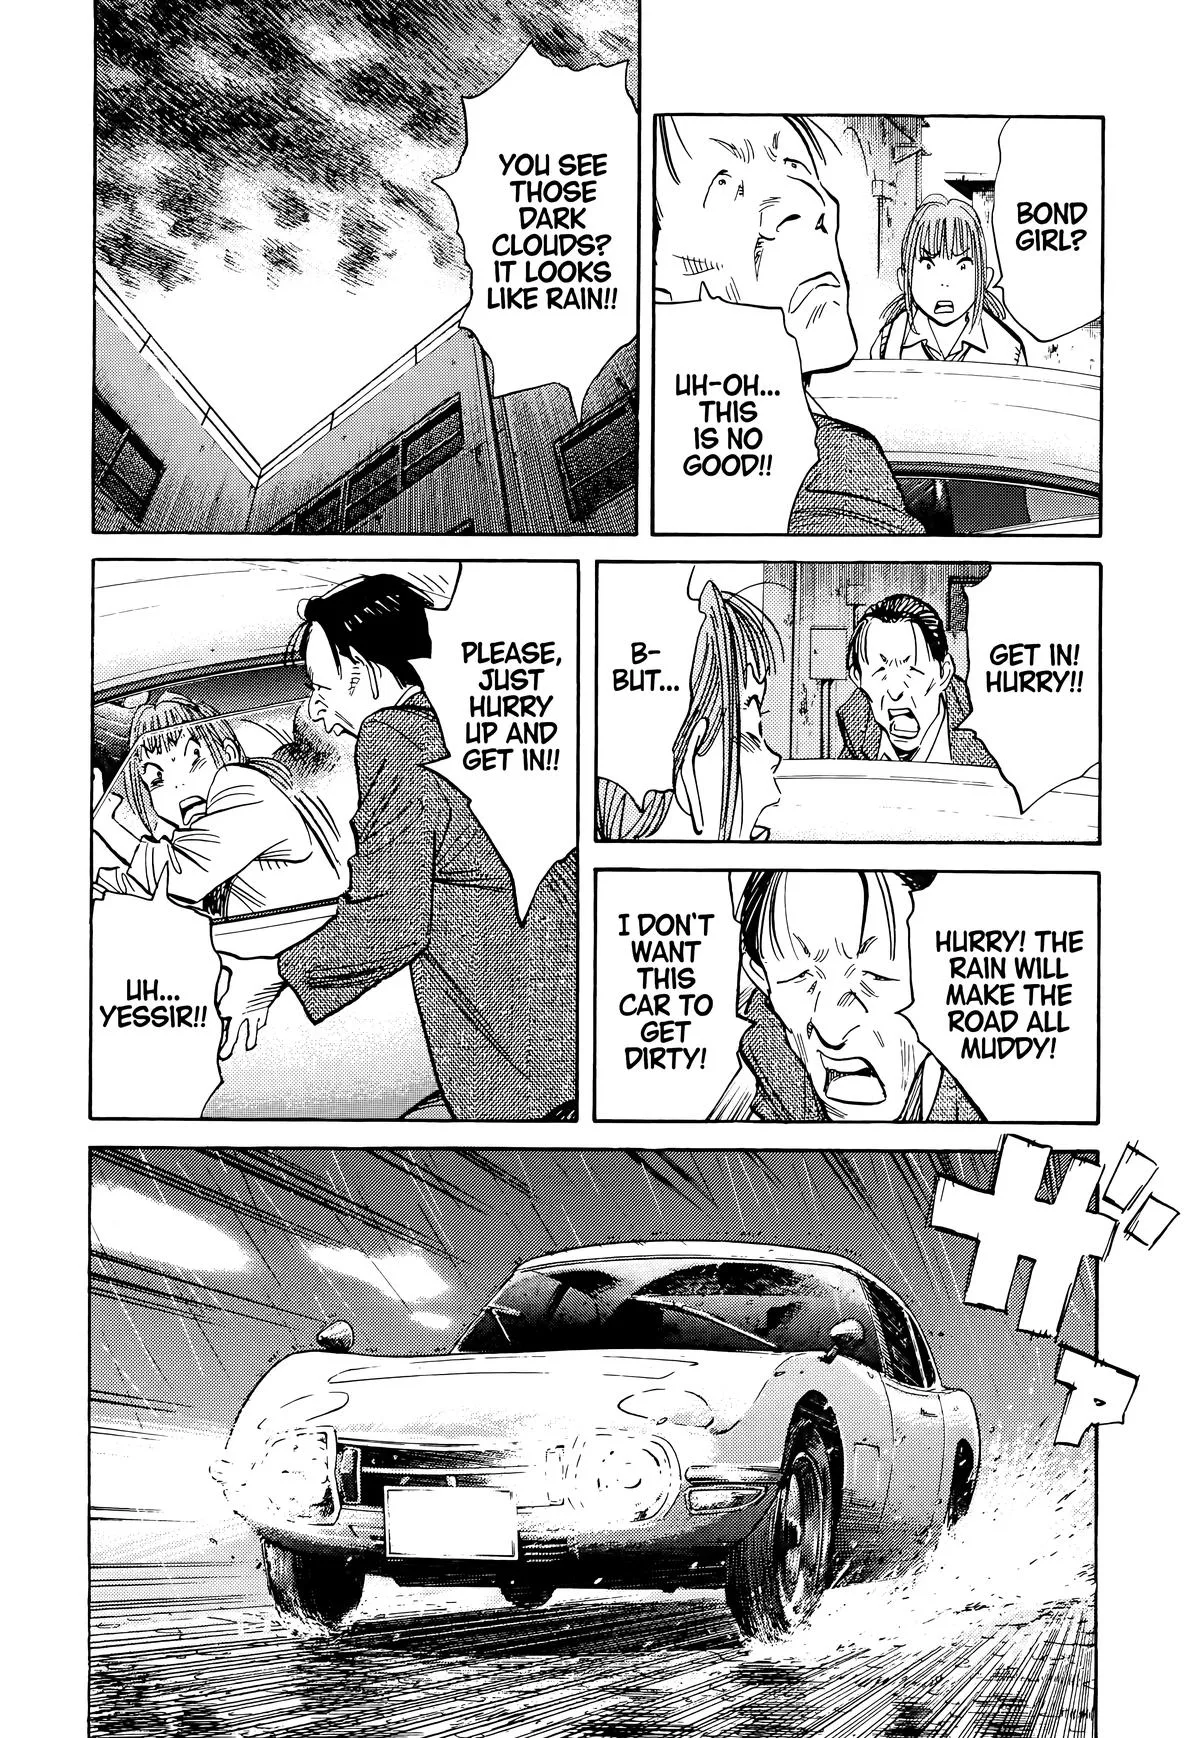 BOND
GIRL?
UH-OH...
THIS
IS NO
GOOD!!
YOU SEE
THOSE
DARK
CLOUDS?
IT LOOKS
LIKE RAIN!!
GET IN!
HURRY!!
B-
BUT...
HURRY! THE
RAIN WILL
MAKE THE
ROAD ALL
MUDDY!
I DON'T
WANT
THIS
CAR TO
GET
DIRTY!
PLEASE,
JUST
HURRY
UP AND
GET IN!!
UH...
YESSIR!!
ザァ